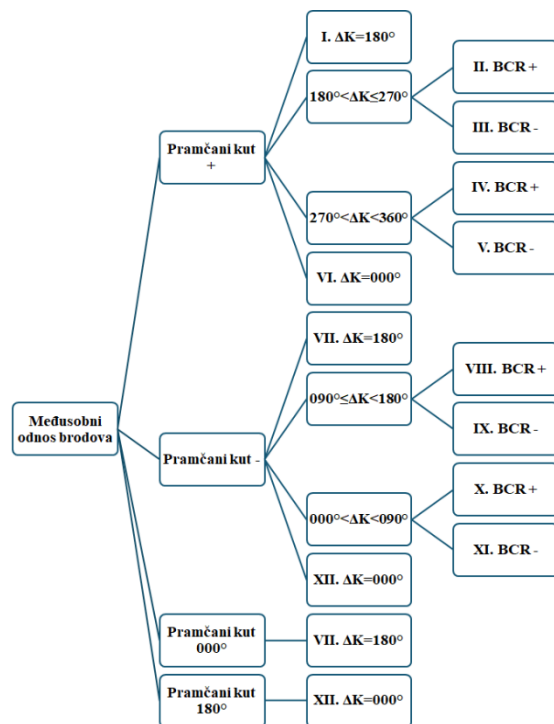 Međusobni
odnos brodova
Pramčani kut
+
I. ΔK=180°
180°<ΔK≤270°
II. BCR +
III. BCR -
270°<ΔK<360°
IV. BCR +
V. BCR -
VI. ΔK=000°
Pramčani kut -
VII. ΔK=180°
090°≤ΔK<180°
VIII. BCR +
IX. BCR -
000°<ΔK<090°
X. BCR +
XI. BCR -
XII. ΔK=000°
Pramčani kut
000°
VII. ΔK=180°
Pramčani kut
180°
XII. ΔK=000°